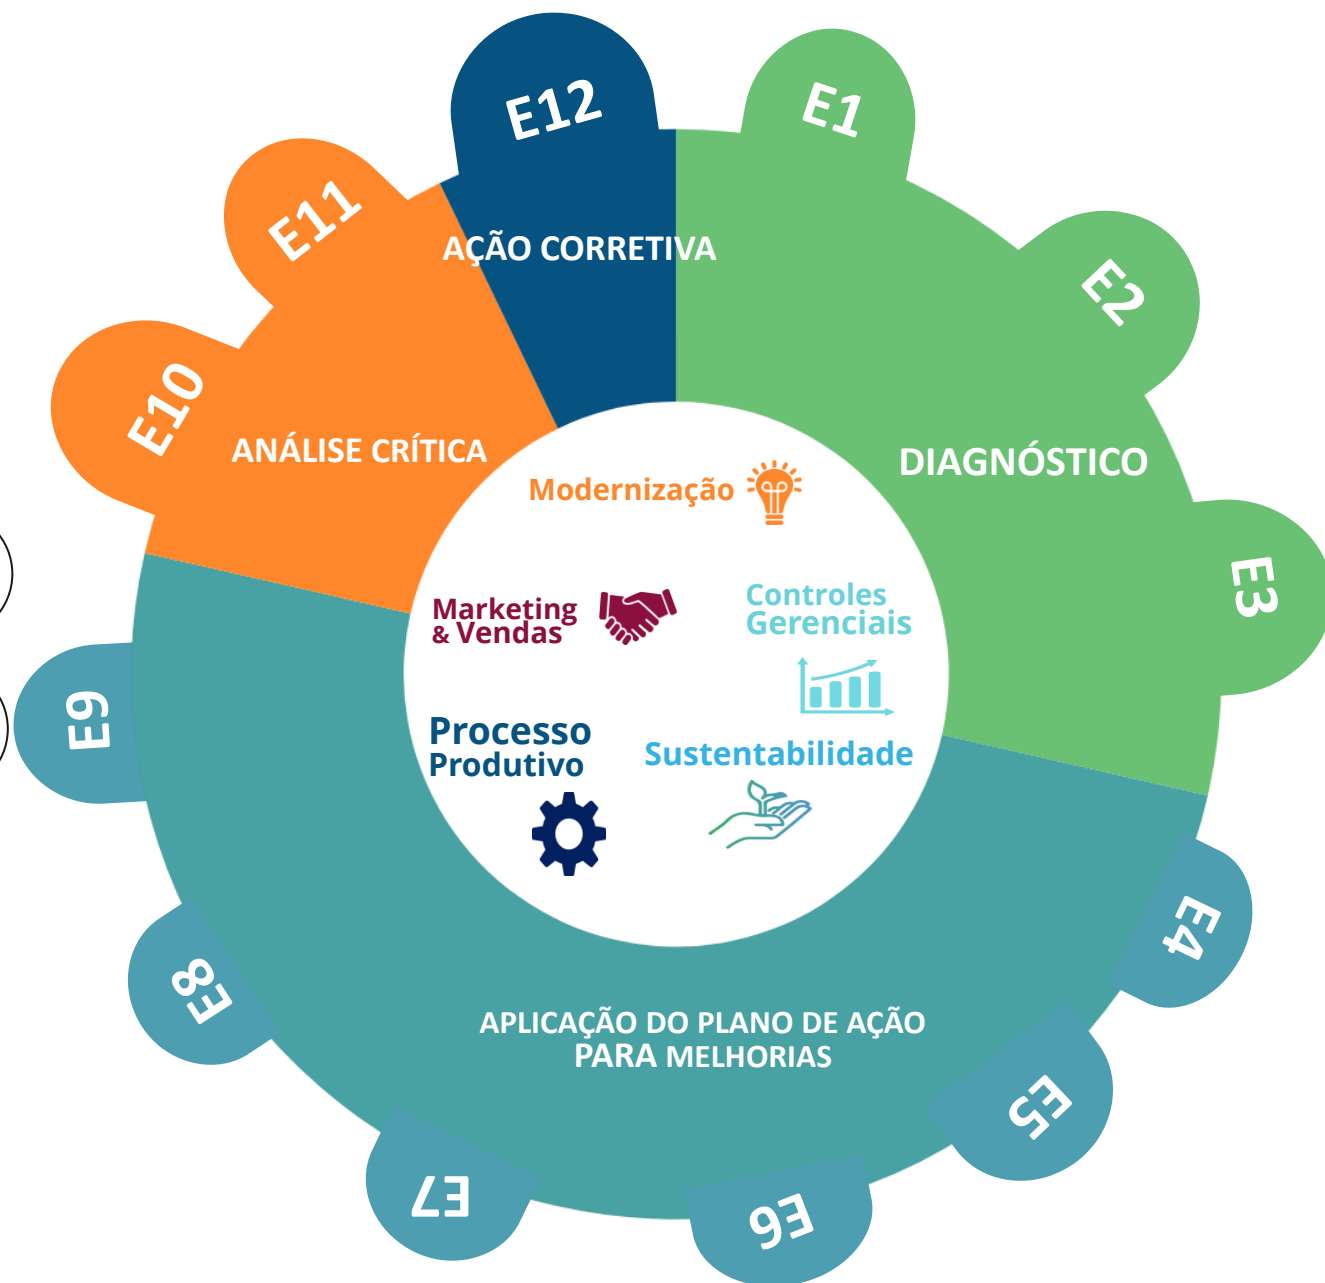 E12
E1
E11
E2
AÇÃO CORRETIVA
E10
ANÁLISE CRÍTICA
DIAGNÓSTICO
Modernização
E3
Marketing
& Vendas
Controles
Gerenciais
E9
Processo
Produtivo
Sustentabilidade
E4
E8
APLICAÇÃO DO PLANO DE AÇÃO
PARA MELHORIAS
E5
E7
E6